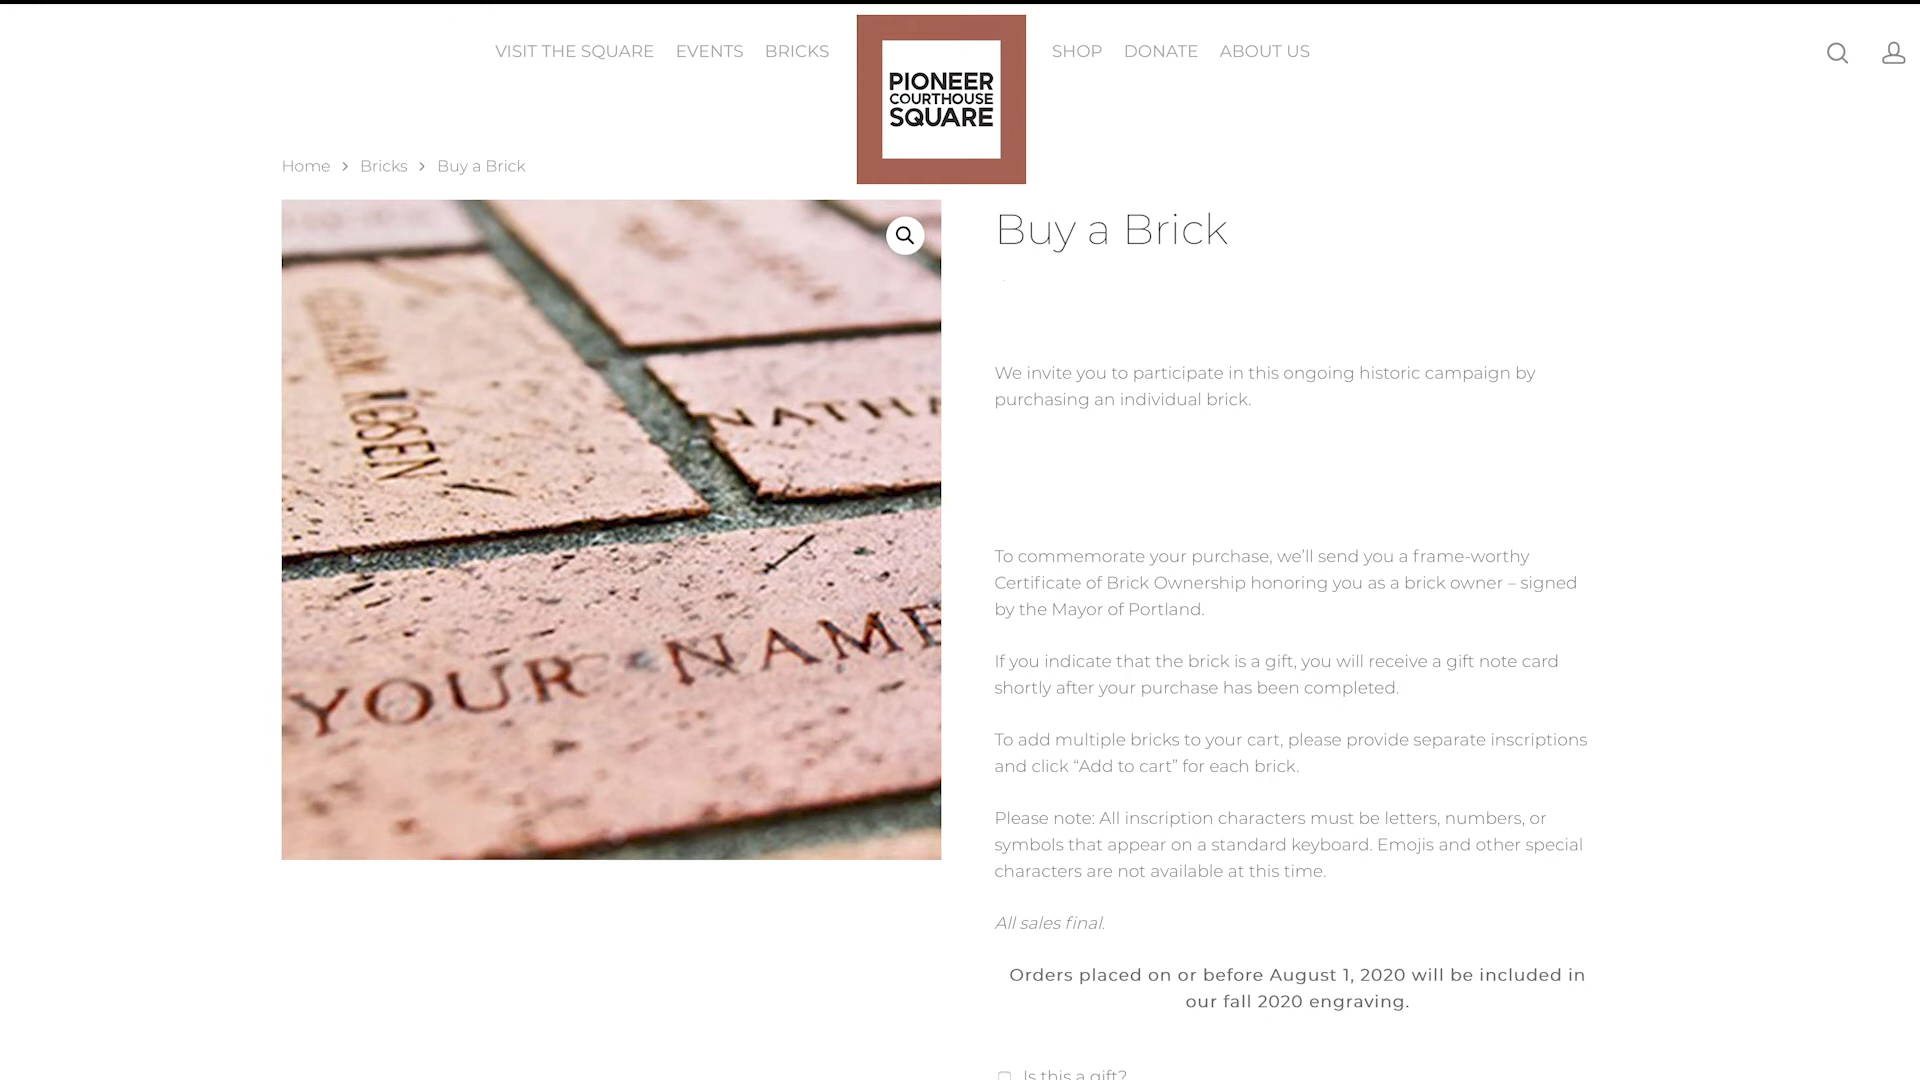 VISIT THE SQUARE EVENTS BRICKS
PIONEER
COURTHOUSE
SQUARE
SHOP DONATE ABOUT US
Home > Bricks > Buy a Brick
NATHA
YOUR NAME
Buy a Brick
We invite you to participate in this ongoing historic campaign by
purchasing an individual brick.
To commemorate your purchase, we’ll send you a frame-worthy
Certificate of Brick Ownership honoring you as a brick owner – signed
by the Mayor of Portland.
If you indicate that the brick is a gift, you will receive a gift note card
shortly after your purchase has been completed.
To add multiple bricks to your cart, please provide separate inscriptions
and click “Add to cart” for each brick.
Please note: All inscription characters must be letters, numbers, or
symbols that appear on a standard keyboard. Emojis and other special
characters are not available at this time.
All sales final.
Orders placed on or before August 1, 2020 will be included in
our fall 2020 engraving.
Is this a gift?